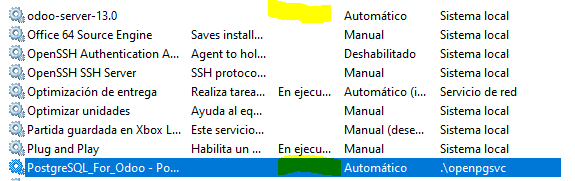 odoo-server-13.0 Automático Sistema local
Office 64 Source Engine Saves install... Manual Sistema local
OpenSSH Authentication A... Agent to hol... Deshabilitado Sistema local
OpenSSH SSH Server SSH protoco... Manual Sistema local
Optimización de entrega Realiza tarea... En ejecu... Automático (i... Servicio de red
Optimizar unidades Ayuda al eq... Manual Sistema local
Partida guardada en Xbox L... Este servicio... Manual (dese... Sistema local
Plug and Play Habilita un ... En ejecu... Manual Sistema local
PostgreSQL_For_Odoo - Po... Automático .\openpgsvc